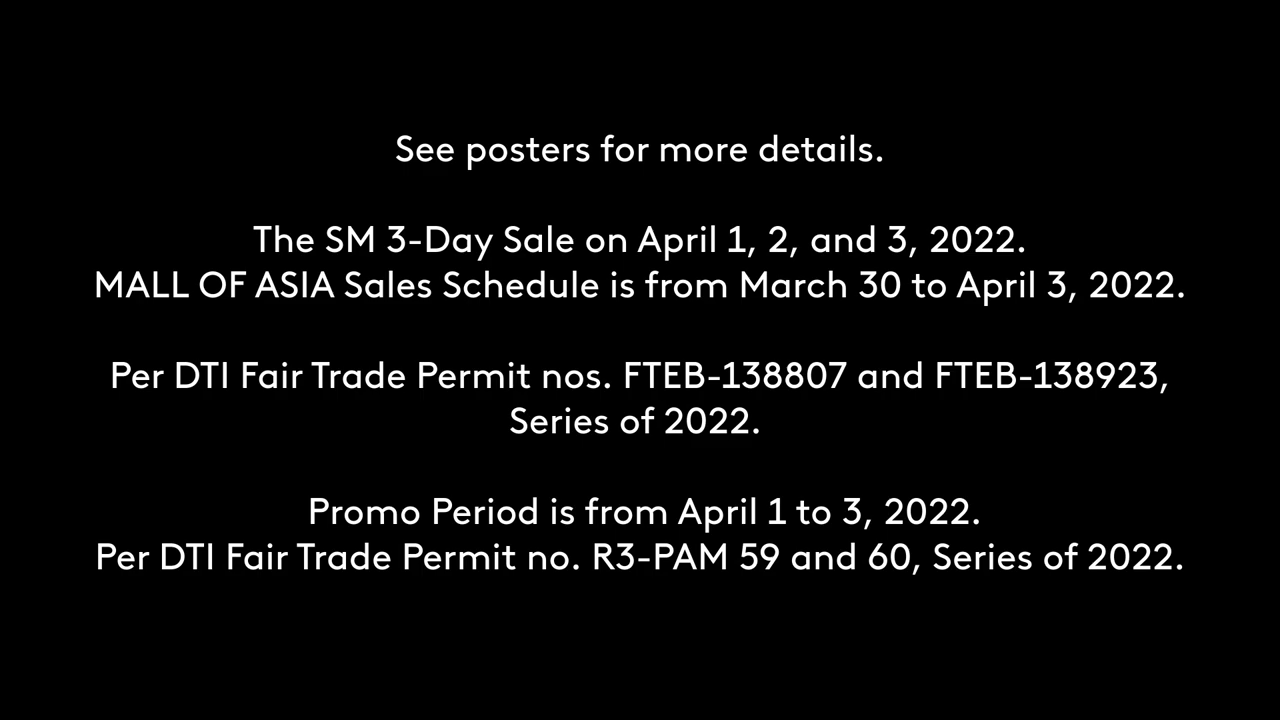 See posters for more details.
The SM 3-Day Sale on April 1, 2, and 3, 2022.
MALL OF ASIA Sales Schedule is from March 30 to April 3, 2022.
Per DTI Fair Trade Permit nos. FTEB-138807 and FTEB-138923,
Series of 2022.
Promo Period is from April 1 to 3, 2022.
Per DTI Fair Trade Permit no. R3-PAM 59 and 60, Series of 2022.